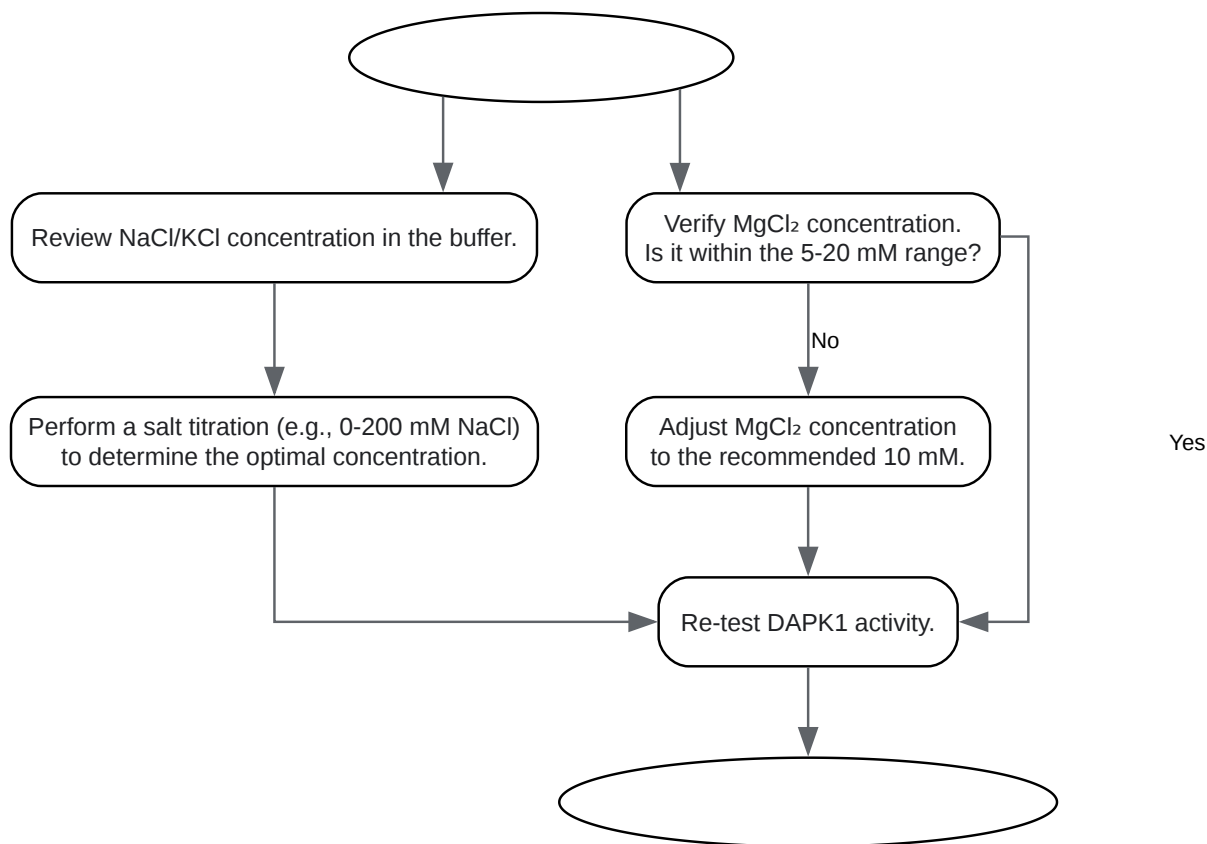 Review NaCl/KCl concentration in the buffer.
Verify MgCl₂ concentration.
Is it within the 5-20 mM range?
No
Perform a salt titration (e.g., 0-200 mM NaCl)
to determine the optimal concentration.
Adjust MgCl₂ concentration
to the recommended 10 mM.
Yes
Re-test DAPK1 activity.